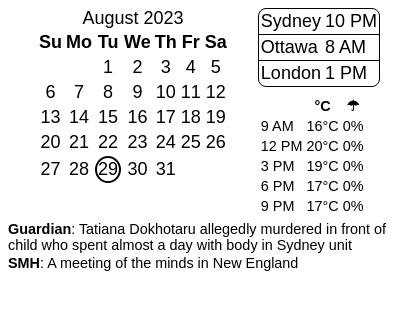 August 2023
Su Mo Tu We Th Fr Sa
1 2 3 4 5
6 7 8 9 10 11 12
13 14 15 16 17 18 19
20 21 22 23 24 25 26
27 28 29 30 31
Sydney 10 PM
Ottawa 8 AM
London 1 PM
°C ☂
9 AM 16°C 0%
12 PM 20°C 0%
3 PM 19°C 0%
6 PM 17°C 0%
9 PM 17°C 0%
Guardian: Tatiana Dokhotaru allegedly murdered in front of
child who spent almost a day with body in Sydney unit
SMH: A meeting of the minds in New England